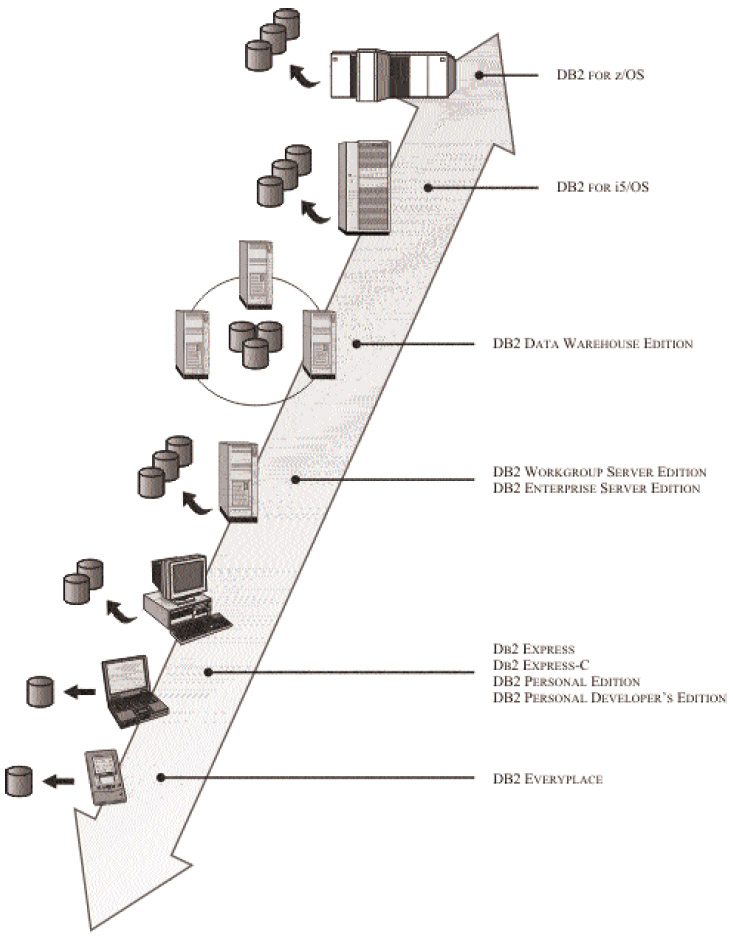 DB2 FOR z/OS
DB2 FOR i5/OS
DB2 DATA WAREHOUSE EDITION
DB2 WORKGROUP SERVER EDITION
DB2 ENTERPRISE SERVER EDITION
DB2 EXPRESS
DB2 EXPRESS-C
DB2 PERSONAL EDITION
DB2 PERSONAL DEVELOPER'S EDITION
DB2 EVERYPLACE